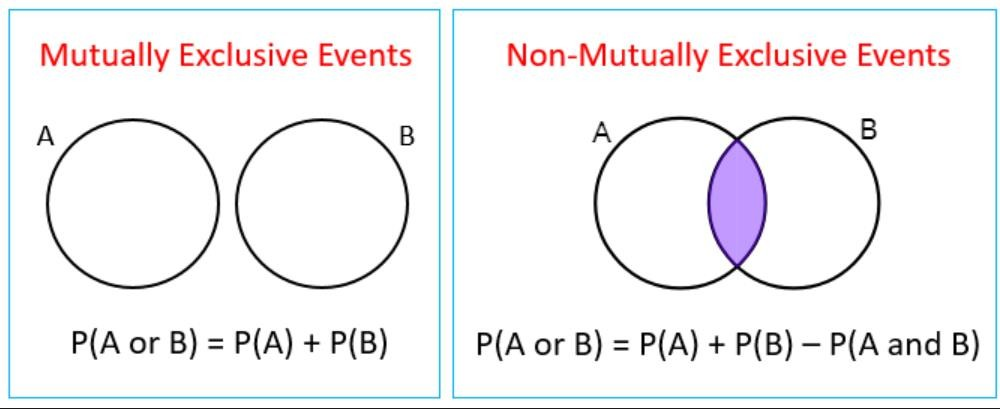 Mutually Exclusive Events
A
B
P(A or B) = P(A) + P(B)
Non-Mutually Exclusive Events
A
B
P(A or B) = P(A) + P(B) – P(A and B)